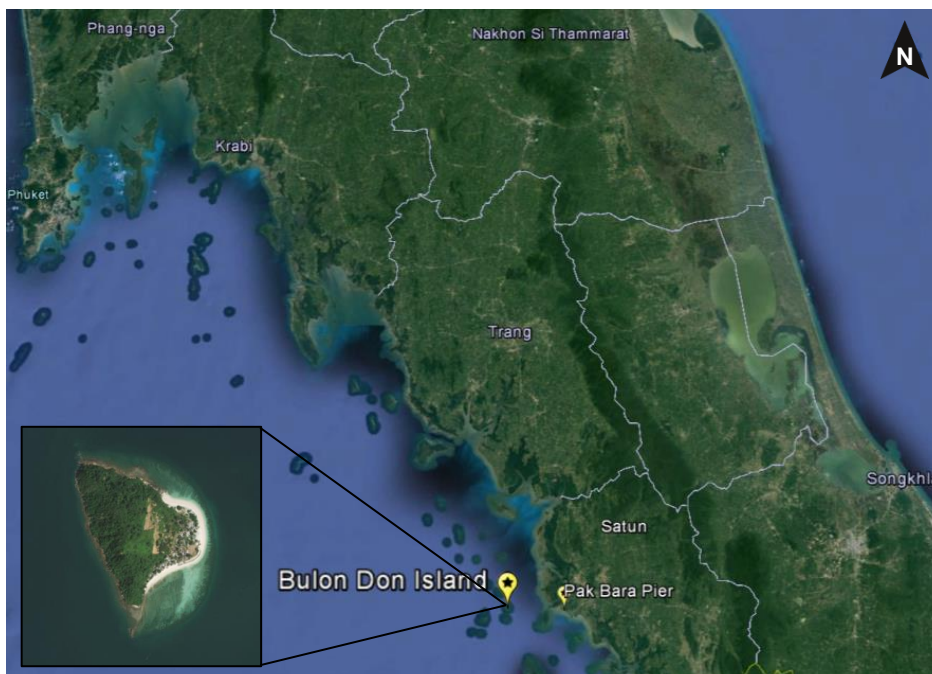 Phang-nga
Nakhon Si Thammarat
N
Krabi
Phuket
Trang
Songkhla
Satun
Bulon Don Island
Pak Bara Pier